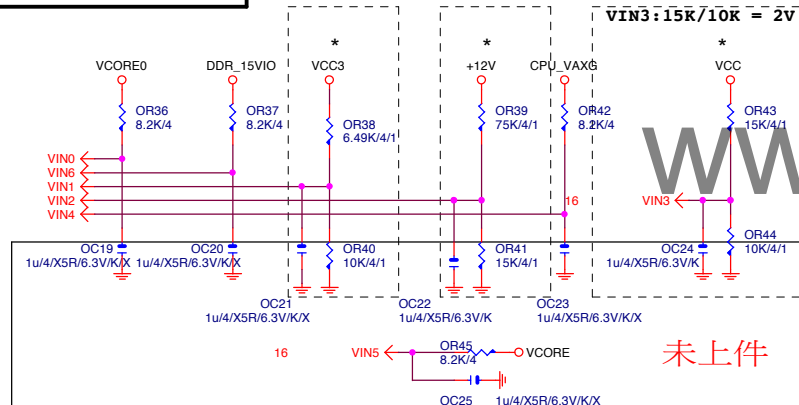 VIN3:15K/10K = 2V
*
*
*
VCORE0
DDR_15VIO
VCC3
+12V
CPU_VAXG
VCC
OR36
8.2K/4
OR37
8.2K/4
OR38
6.49K/4/1
OR39
75K/4/1
OR42
8.2K/4
OR43
15K/4/1
WW
VIN0
VIN6
VIN1
VIN2
VIN4
16
VIN3
OC19
1u/4/X5R/6.3V/K/X
OC20
1u/4/X5R/6.3V/K/X
OR40
10K/4/1
OR41
15K/4/1
OC24
1u/4/X5R/6.3V/K
OR44
10K/4/1
OC21
1u/4/X5R/6.3V/K/X
OC22
1u/4/X5R/6.3V/K
OC23
1u/4/X5R/6.3V/K/X
16
VIN5
OR45
8.2K/4
VCORE
未上件
OC25
1u/4/X5R/6.3V/K/X